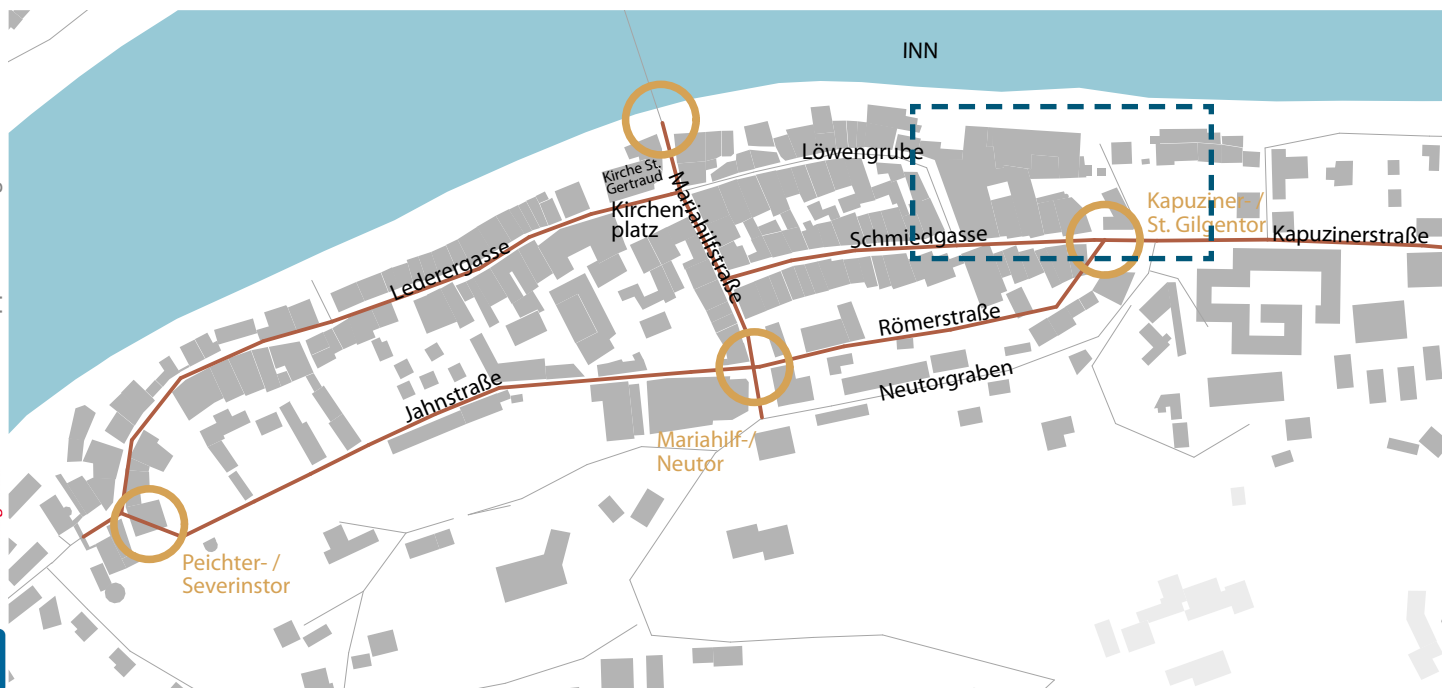 INN
Löwengrube
Kirche St.
Gertraud
Mariahilfstraße
Kirchen-
platz
Kapuziner- /
St. Gilgentor
Schmiedgasse
Kapuzinerstraße
Lederergasse
Römerstraße
Neutorgraben
Jahnstraße
Mariahilf-/
Neutor
Peichter- /
Severinstor